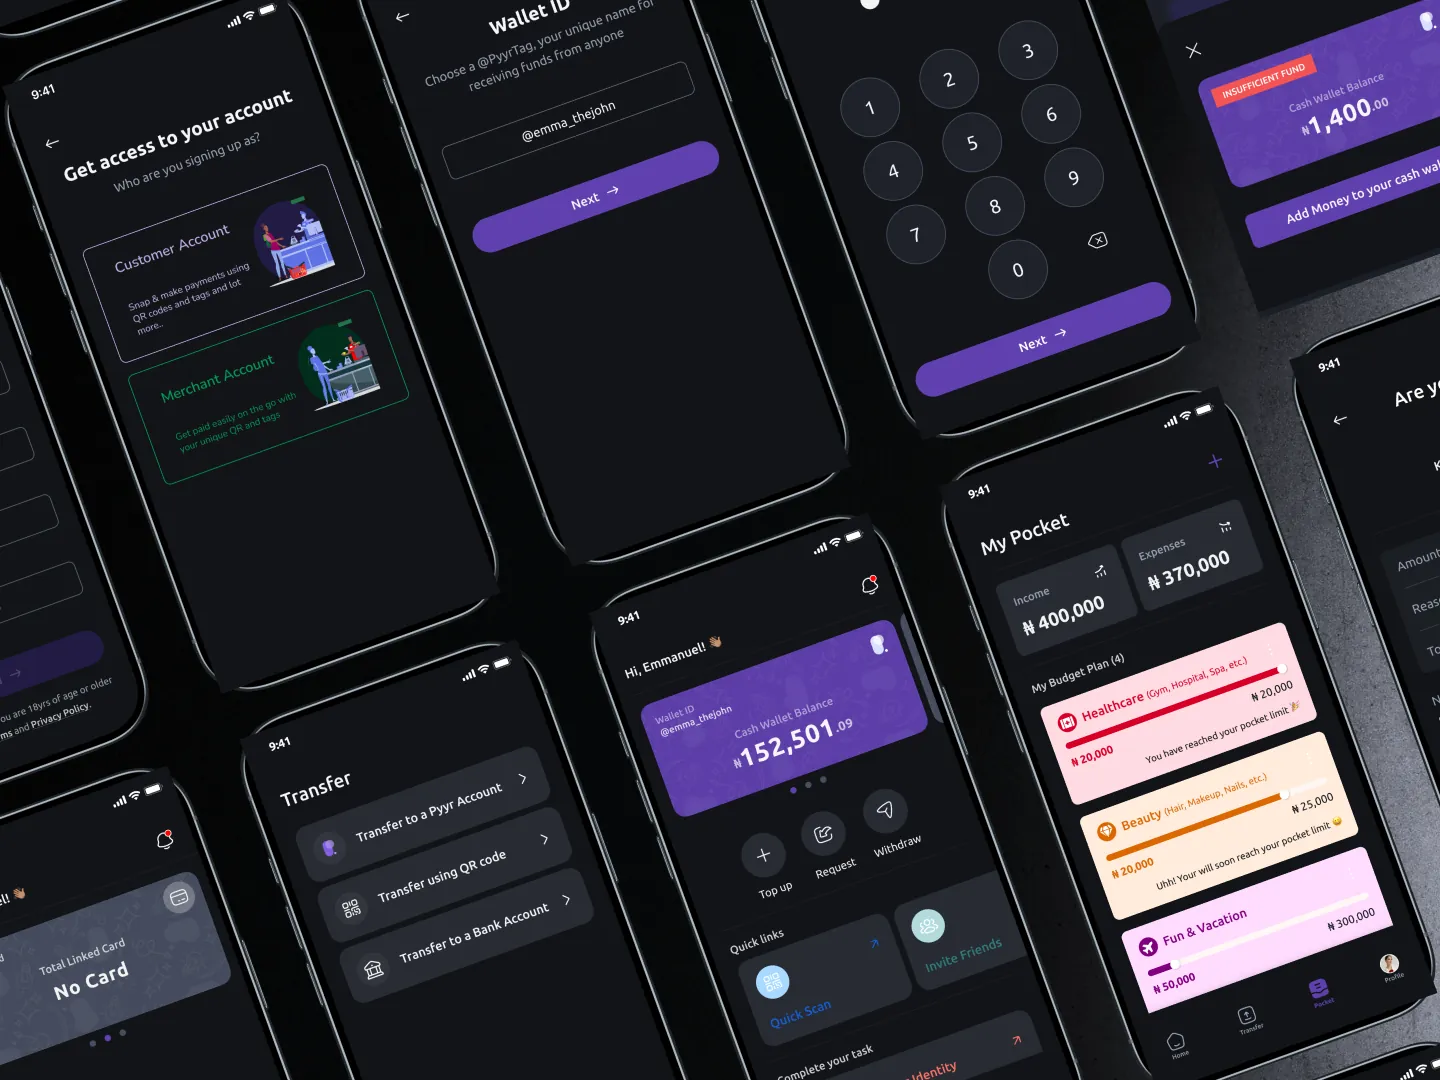 9:41
Get access to your account
Who are you signing up as?
Customer Account
Snap & make payments using
QR codes and tags and lot
more..
Merchant Account
Get paid easily on the go with
your unique QR and tags
Wallet ID
Choose a @PyyrTag, your unique name for
receiving funds from anyone
@emma_thejohn
Next →
1
2
3
4
5
6
7
8
9
0
Next →
INSUFFICIENT FUND
Cash Wallet Balance
₦1,400.00
Add Money to your cash
you are 18yrs of age or older
and Privacy Policy.
Total Linked Card
No Card
9:41
Transfer
Transfer to a Pyyr Account
Transfer using QR code
Transfer to a Bank Account
9:41
Hi, Emmanuel! 👋🏽
Wallet ID
@emma_thejohn
Cash Wallet Balance
₦152,501.09
Top up
Request
Withdraw
Quick links
Quick Scan
Invite Friends
Complete your task
Identity
9:41
My Pocket
Income
₦ 400,000
Expenses
₦ 370,000
My Budget Plan (4)
Healthcare (Gym, Hospital, Spa, etc.)
₦ 20,000
₦ 20,000
You have reached your pocket limit 🎉
Beauty (Hair, Makeup, Nails, etc.)
₦ 25,000
₦ 20,000
Uhh! Your will soon reach your pocket limit 😀
Fun & Vacation
₦ 300,000
₦ 50,000
Home
Transfer
Pocket
Profile
9:41
Are